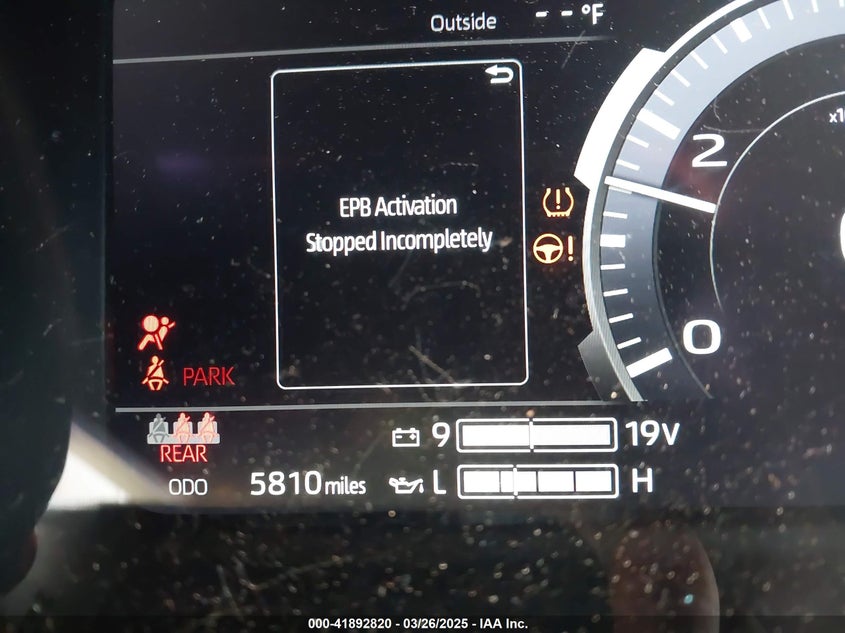 Outside -- °F
EPB Activation
Stopped Incompletely
2
x1
0
PARK
REAR
9 19V
ODO 5810 miles L H
000-41892820 - 03/26/2025 - IAA Inc.